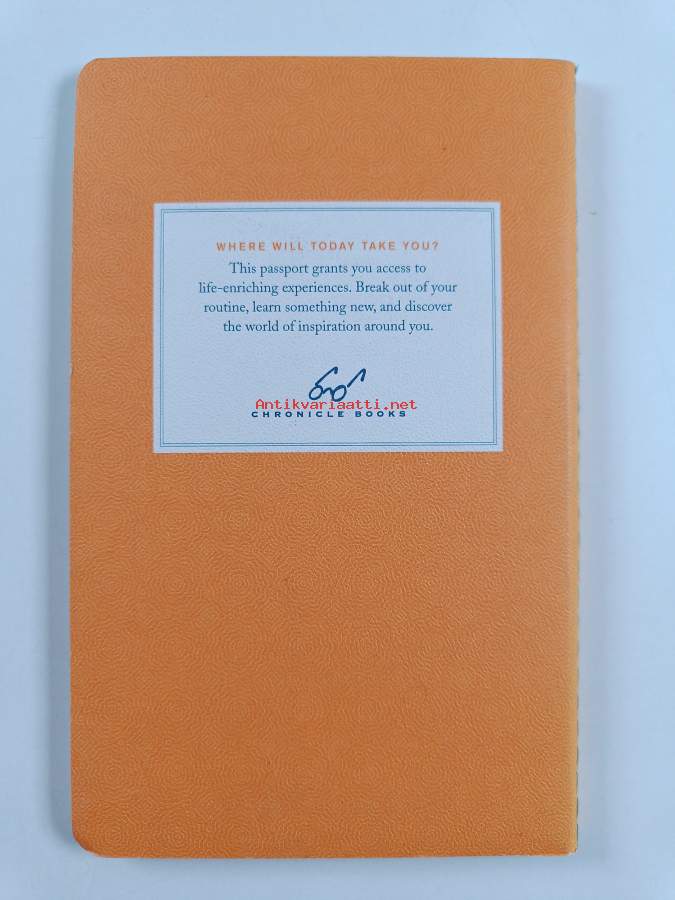 WHERE WILL TODAY TAKE YOU?
This passport grants you access to
life-enriching experiences. Break out of your
routine, learn something new, and discover
the world of inspiration around you.
Antikvariaatti.net
CHRONICLE BOOKS